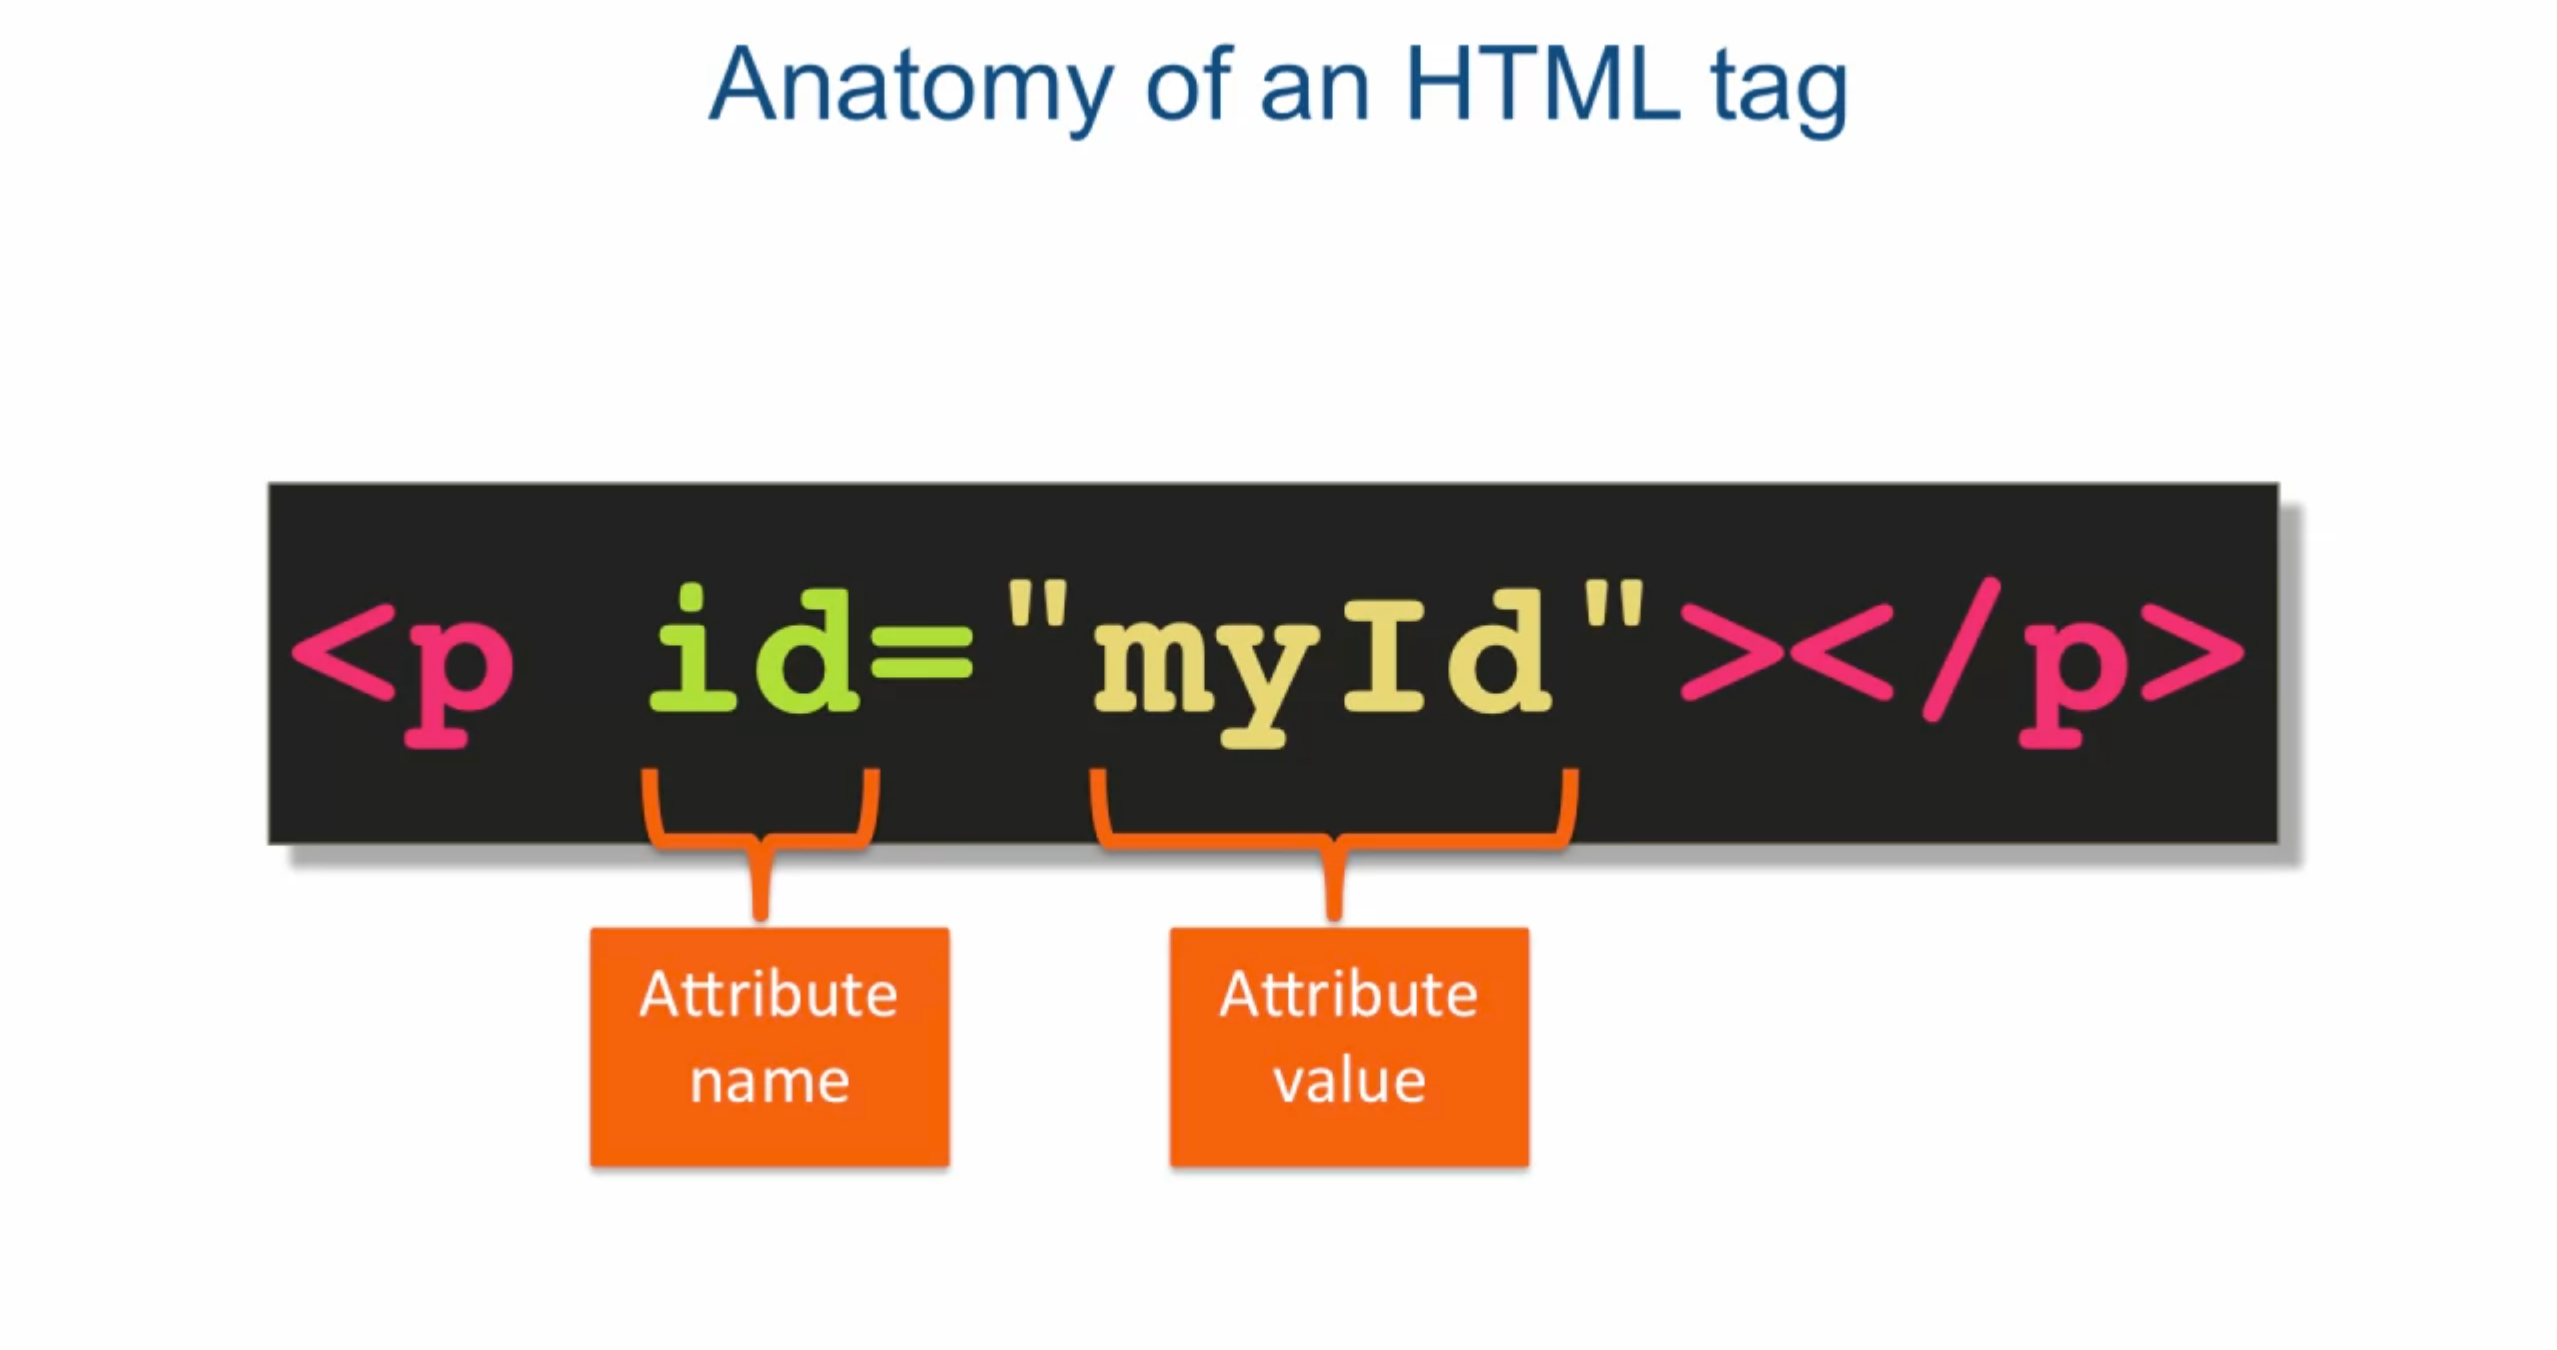 Anatomy of an HTML tag
<p id="myId"></p>
Attribute
name
Attribute
value